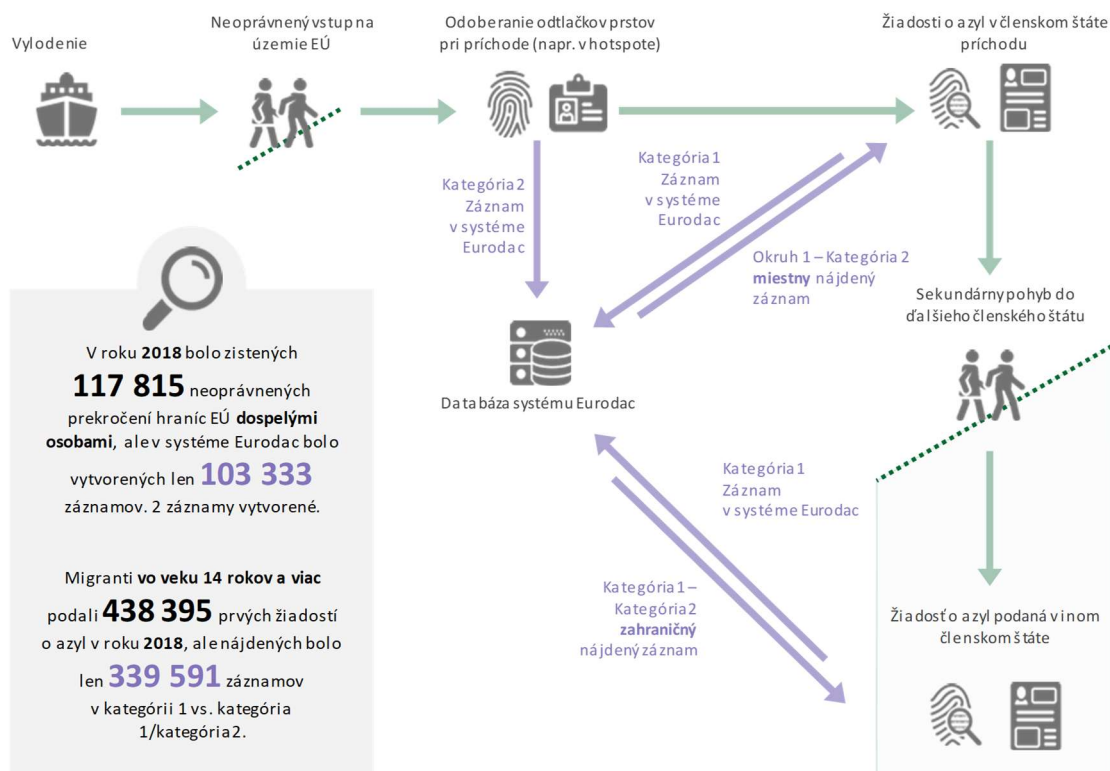 Vylodenie
Neoprávnený vstup na
územie EÚ
Odoberanie odtlačkov prstov
pri príchode (napr. v hotspote)
Žiadosti o azyl v členskom štáte
príchodu
Kategória 2
Záznam
v systéme
Eurodac
Kategória 1
Záznam
v systéme
Eurodac
Okruh 1 – Kategória 2
miestny nájdený
záznam
Sekundárny pohyb do
ďalšieho členského štátu
Databáza systému Eurodac
V roku 2018 bolo zistených
117 815 neoprávnených
prekročení hraníc EÚ dospelými
osobami, ale v systéme Eurodac bolo
vytvorených len 103 333
záznamov. 2 záznamy vytvorené.
Migranti vo veku 14 rokov a viac
podali 438 395 prvých žiadostí
o azyl v roku 2018, ale nájdených bolo
len 339 591 záznamov
v kategórii 1 vs. kategória
1/kategória 2.
Kategória 1
Záznam
v systéme Eurodac
Kategória 1 –
Kategória 2
zahraničný
nájdený záznam
Žiadosť o azyl podaná v inom
členskom štáte